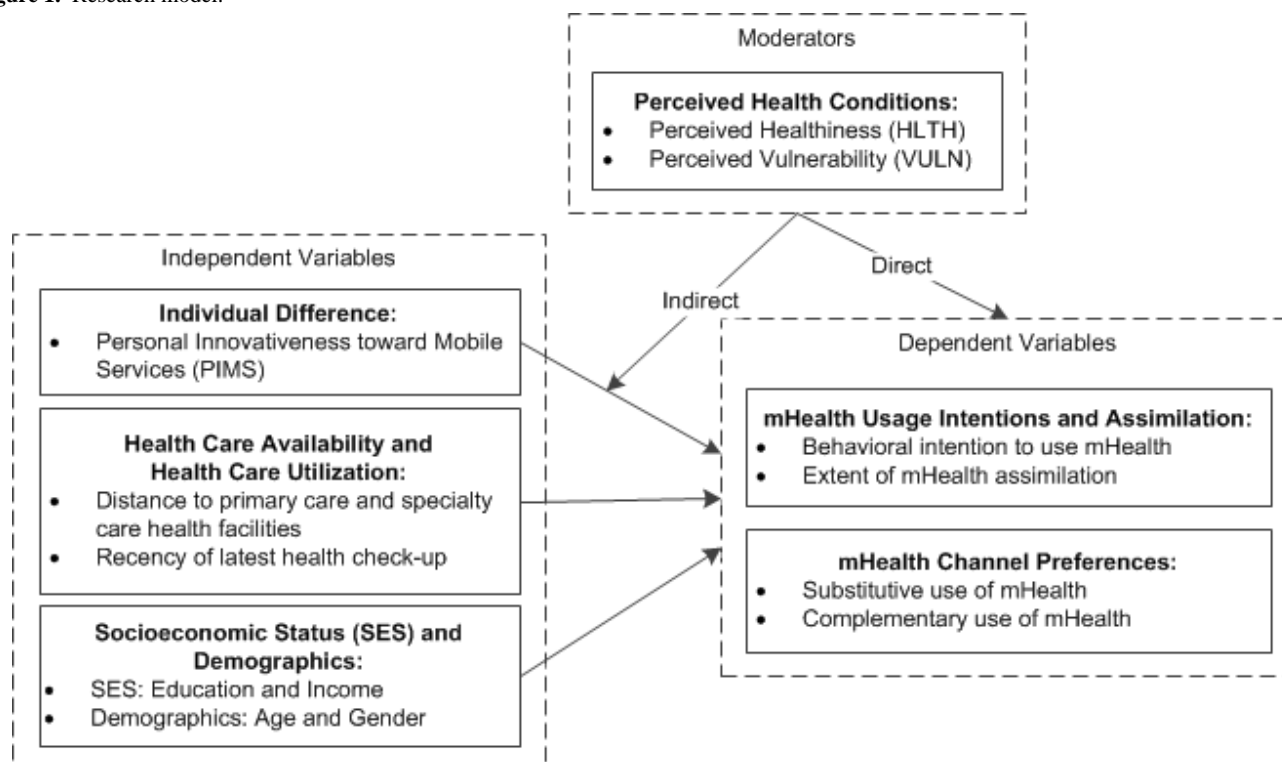 Figure 1. Research model.
Moderators
Perceived Health Conditions:
• Perceived Healthiness (HLTH)
• Perceived Vulnerability (VULN)
Independent Variables
Individual Difference:
• Personal Innovativeness toward Mobile
Services (PIMS)
Health Care Availability and
Health Care Utilization:
• Distance to primary care and specialty
care health facilities
• Recency of latest health check-up
Socioeconomic Status (SES) and
Demographics:
• SES: Education and Income
• Demographics: Age and Gender
Indirect
Direct
Dependent Variables
mHealth Usage Intentions and Assimilation:
• Behavioral intention to use mHealth
• Extent of mHealth assimilation
mHealth Channel Preferences:
• Substitutive use of mHealth
• Complementary use of mHealth